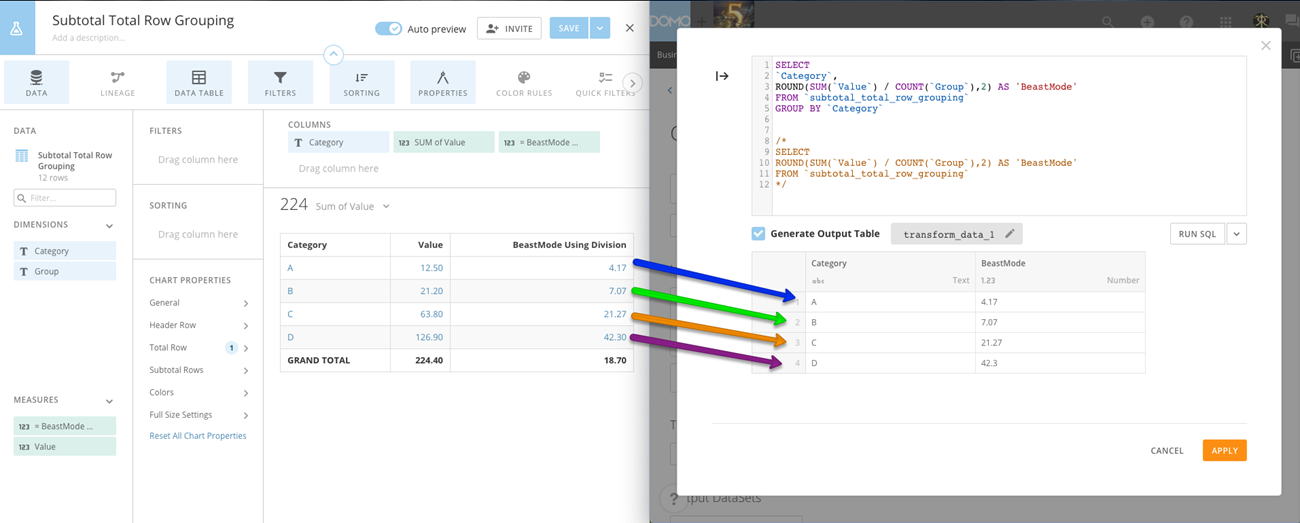 Subtotal Total Row Grouping
Add a description...
Auto preview
INVITE
SAVE
DATA
LINEAGE
DATA TABLE
FILTERS
SORTING
PROPERTIES
COLOR RULES
QUICK FILTERS
DATA
Subtotal Total Row
Grouping
12 rows
Filter...
DIMENSIONS
T Category
T Group
MEASURES
123 = BeastMode ...
123 Value
FILTERS
Drag column here
SORTING
Drag column here
CHART PROPERTIES
General
Header Row
Total Row 1
Subtotal Rows
Colors
Full Size Settings
Reset All Chart Properties
COLUMNS
T Category 123 SUM of Value 123 = BeastMode ...
Drag column here
224 Sum of Value
Category Value BeastMode Using Division
A 12.50 4.17
B 21.20 7.07
C 63.80 21.27
D 126.90 42.30
GRAND TOTAL 224.40 18.70
DOMO
5
Busin
1 SELECT
2 `Category`,
3 ROUND(SUM(`Value`) / COUNT(`Group`),2) AS 'BeastMode'
4 FROM `subtotal_total_row_grouping`
5 GROUP BY `Category`
6
7
8 /*
9 SELECT
10 ROUND(SUM(`Value`) / COUNT(`Group`),2) AS 'BeastMode'
11 FROM `subtotal_total_row_grouping`
12 */
Generate Output Table
transform_data_1
RUN SQL
Category BeastMode
abc Text 1.23 Number
1 A 4.17
2 B 7.07
3 C 21.27
4 D 42.3
CANCEL
APPLY
?
tput DataSets